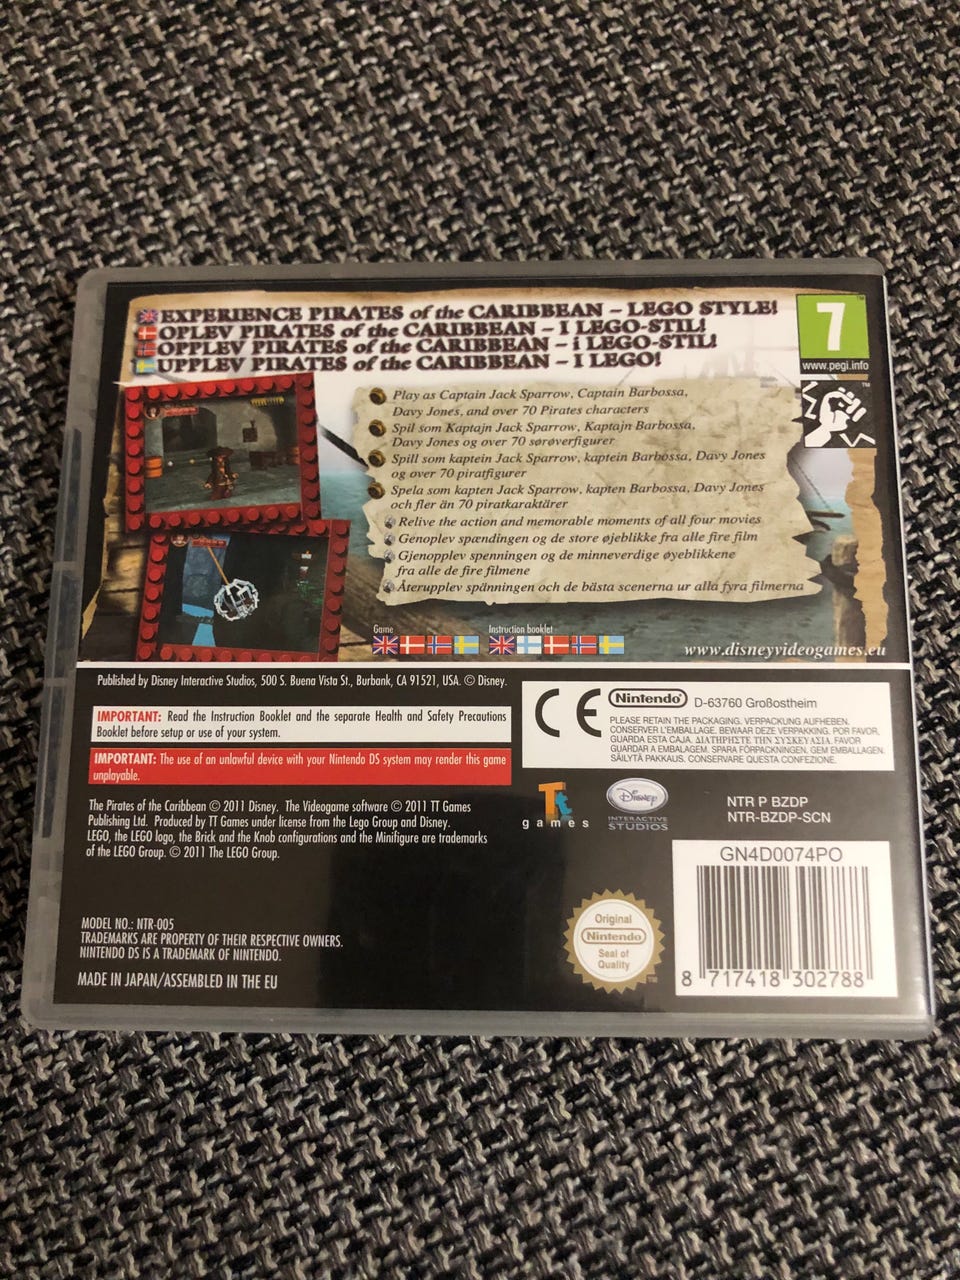 EXPERIENCE PIRATES of the CARIBBEAN – LEGO STYLE!
OPLEV PIRATES of the CARIBBEAN – I LEGO-STIL!
OPPLEV PIRATES of the CARIBBEAN – i LEGO-STIL!
UPPLEV PIRATES of the CARIBBEAN – I LEGO!
7
www.pegi.info
Play as Captain Jack Sparrow, Captain Barbossa,
Davy Jones, and over 70 Pirates characters
Spil som Kaptajn Jack Sparrow, Kaptajn Barbossa,
Davy Jones og over 70 sørøverfigurer
Spill som kaptein Jack Sparrow, kaptein Barbossa, Davy Jones
og over 70 piratfigurer
Spela som kapten Jack Sparrow, kapten Barbossa, Davy Jones
och fler än 70 piratkaraktärer
Relive the action and memorable moments of all four movies
Genoplev spændingen og de store øjeblikke fra alle fire film
Gjenopplev spenningen og de minneverdige øyeblikkene
fra alle de fire filmene
Återupplev spänningen och de bästa scenerna ur alla fyra filmerna
Game
Instruction booklet
www.disneyvideogames.eu
Published by Disney Interactive Studios, 500 S. Buena Vista St., Burbank, CA 91521, USA. © Disney.
IMPORTANT: Read the Instruction Booklet and the separate Health and Safety Precautions
Booklet before setup or use of your system.
IMPORTANT: The use of an unlawful device with your Nintendo DS system may render this game
unplayable.
CE
Nintendo® D-63760 Großostheim
PLEASE RETAIN THE PACKAGING. VERPACKUNG AUFHEBEN.
CONSERVER L'EMBALLAGE. BEWAAR DEZE VERPAKKING. POR FAVOR,
GUARDA ESTA CAJA. ΔΙΑΤΗΡΗΣΤΕ ΤΗΝ ΣΥΣΚΕΥΑΣΙΑ. FAVOR
GUARDAR A EMBALAGEM. SPARA FÖRPACKNINGEN. GEM EMBALLAGEN.
SÄILYTÄ PAKKAUS. CONSERVARE QUESTA CONFEZIONE.
The Pirates of the Caribbean © 2011 Disney. The Videogame software © 2011 TT Games
Publishing Ltd. Produced by TT Games under license from the Lego Group and Disney.
LEGO, the LEGO logo, the Brick and the Knob configurations and the Minifigure are trademarks
of the LEGO Group. © 2011 The LEGO Group.
TT
games
Disney
INTERACTIVE
STUDIOS
NTR P BZDP
NTR-BZDP-SCN
GN4D0074PO
8 717418 302788
Original
Nintendo
Seal of
Quality
TM
MODEL NO.: NTR-005
TRADEMARKS ARE PROPERTY OF THEIR RESPECTIVE OWNERS.
NINTENDO DS IS A TRADEMARK OF NINTENDO.
MADE IN JAPAN/ASSEMBLED IN THE EU